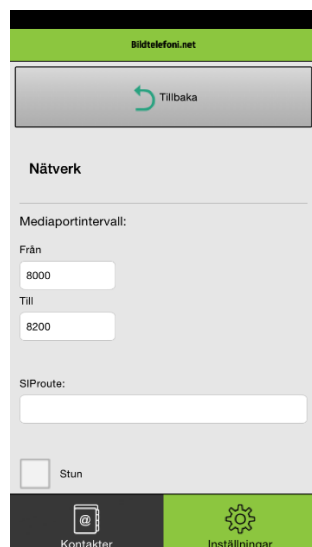 Bildtelefoni.net
Tillbaka
Nätverk
Mediaportintervall:
Från
8000
Till
8200
SIProute:
Stun
@
Kontakter
Inställningar